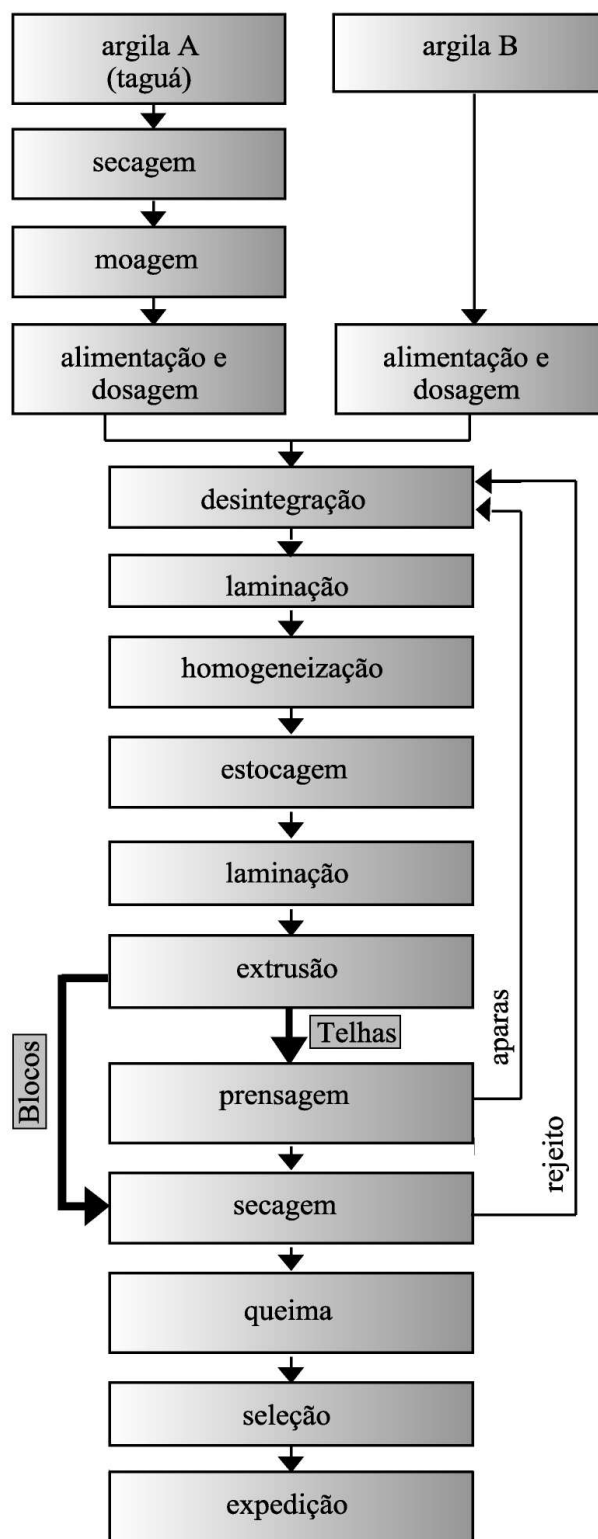 argila A
(taguá)
argila B
secagem
moagem
alimentação e
dosagem
alimentação e
dosagem
desintegração
laminação
homogeneização
estocagem
laminação
extrusão
Telhas
Blocos
aparas
prensagem
rejeito
secagem
queima
seleção
expedição